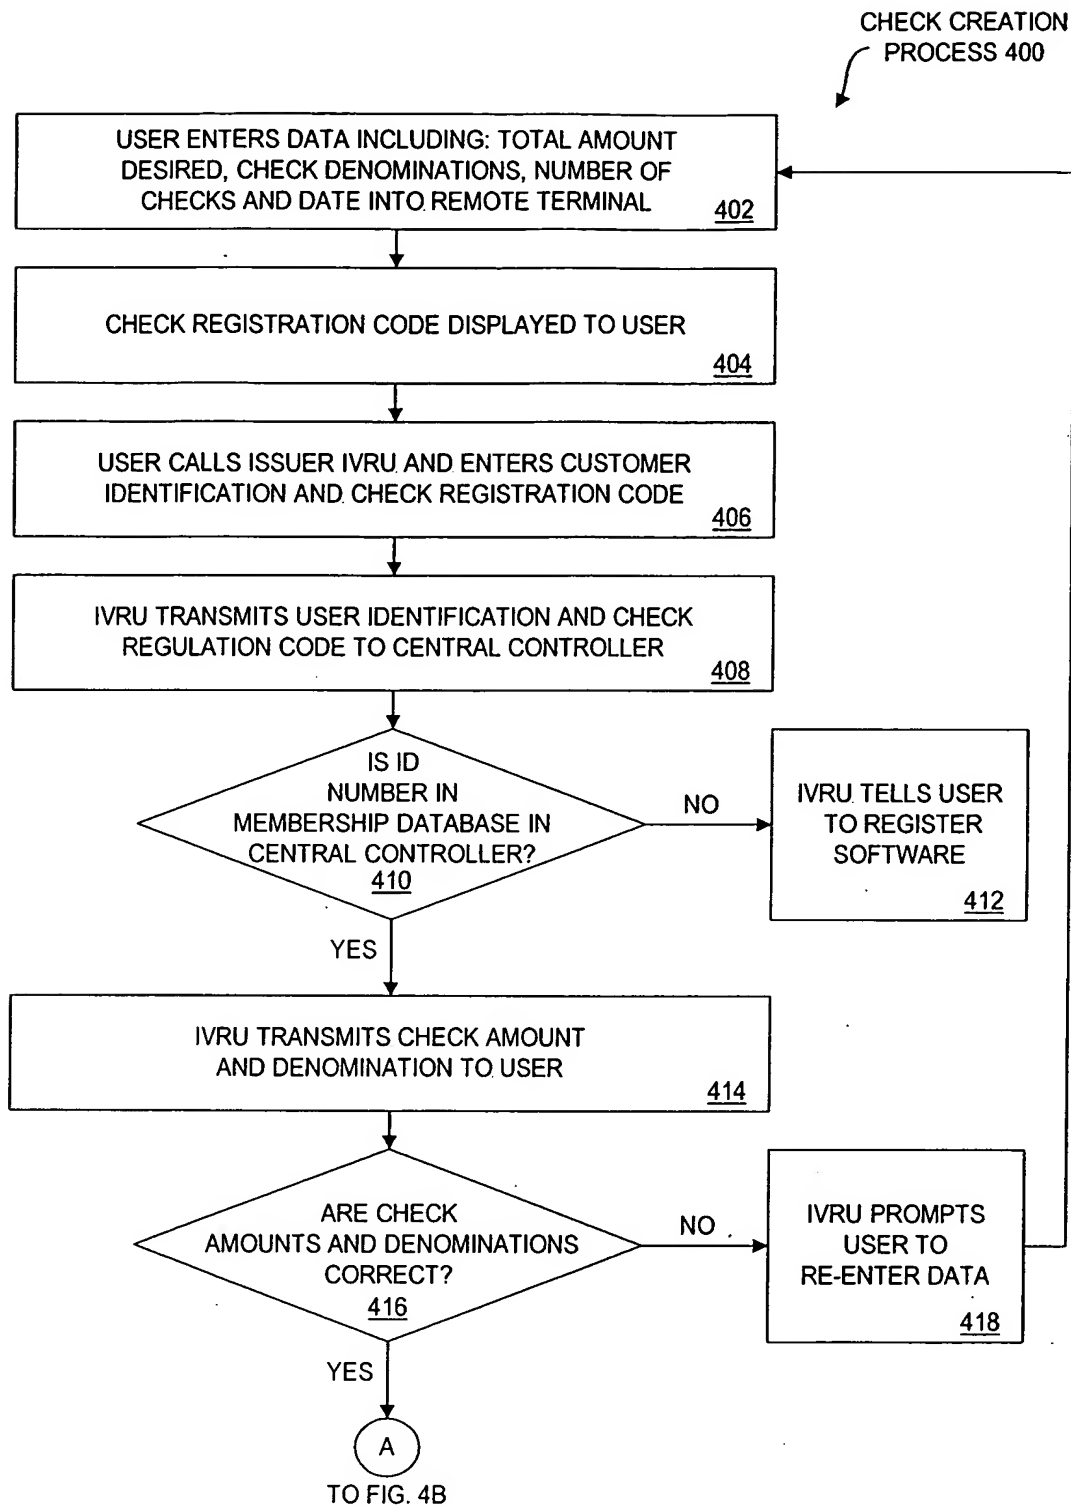 CHECK CREATION
PROCESS 400
USER ENTERS DATA INCLUDING: TOTAL AMOUNT
DESIRED, CHECK DENOMINATIONS, NUMBER OF
CHECKS AND DATE INTO REMOTE TERMINAL
402
CHECK REGISTRATION CODE DISPLAYED TO USER
404
USER CALLS ISSUER IVRU AND ENTERS CUSTOMER
IDENTIFICATION AND CHECK REGISTRATION CODE
406
IVRU TRANSMITS USER IDENTIFICATION AND CHECK
REGULATION CODE TO CENTRAL CONTROLLER
408
IS ID
NUMBER IN
MEMBERSHIP DATABASE IN
CENTRAL CONTROLLER?
410
NO
IVRU TELLS USER
TO REGISTER
SOFTWARE
412
YES
IVRU TRANSMITS CHECK AMOUNT
AND DENOMINATION TO USER
414
ARE CHECK
AMOUNTS AND DENOMINATIONS
CORRECT?
416
NO
IVRU PROMPTS
USER TO
RE-ENTER DATA
418
YES
A
TO FIG. 4B